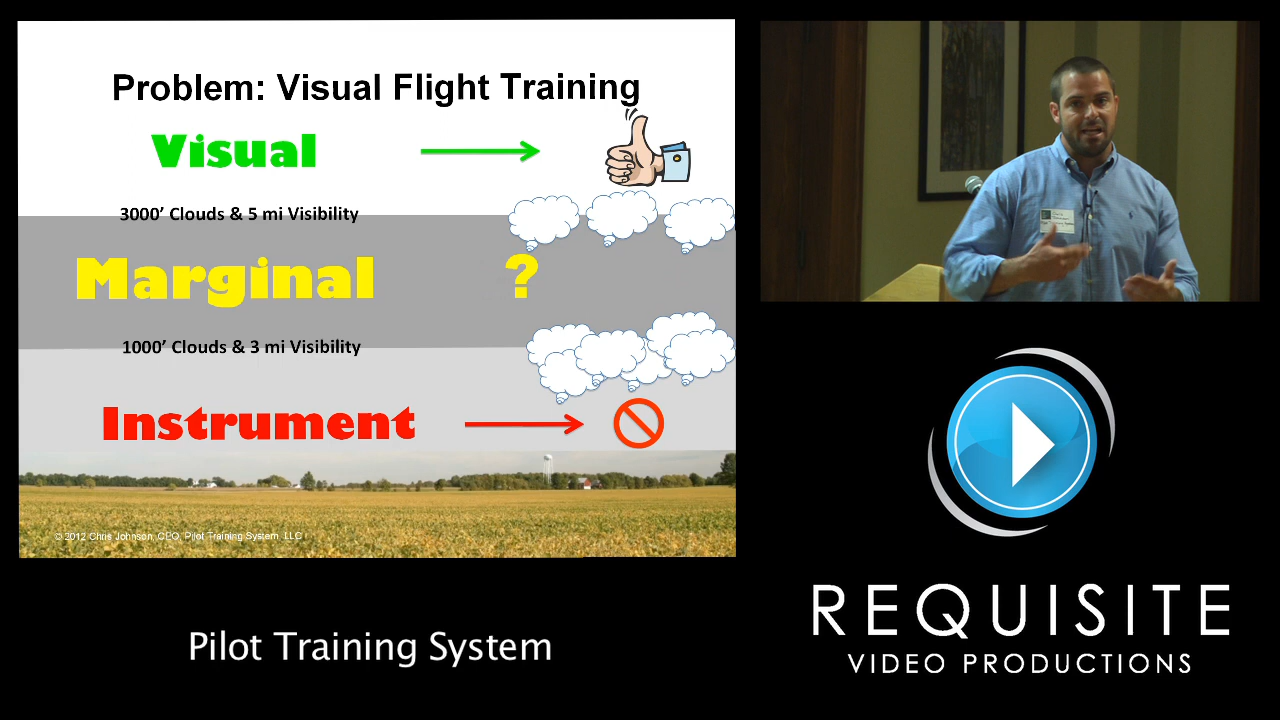 Problem: Visual Flight Training
Visual
3000’ Clouds & 5 mi Visibility
Marginal
?
1000’ Clouds & 3 mi Visibility
Instrument
© 2012 Chris Johnson, CPO, Pilot Training System, LLC
Pilot Training System
REQUISITE
VIDEO PRODUCTIONS